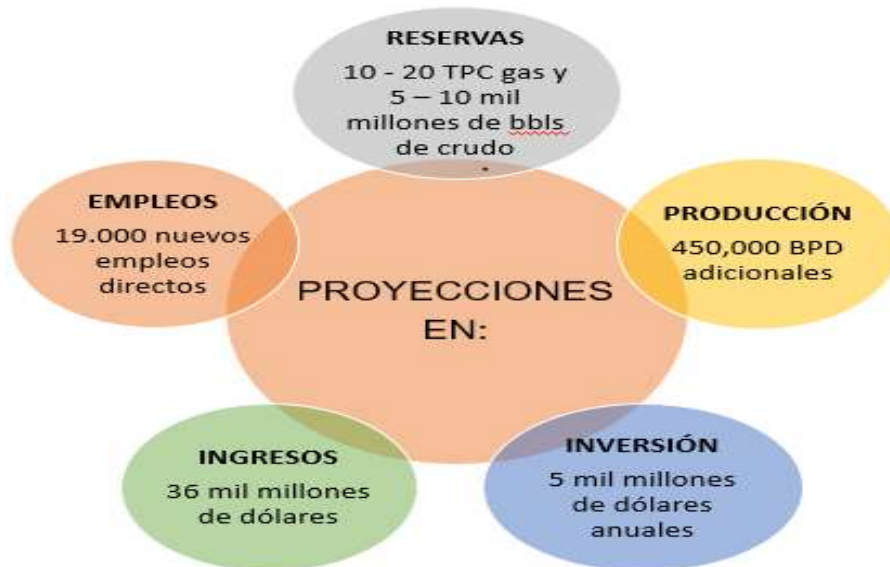 RESERVAS
10 - 20 TPC gas y
5 – 10 mil
millones de bbls
de crudo
EMPLEOS
19.000 nuevos
empleos
directos
PRODUCCIÓN
450,000 BPD
adicionales
PROYECCIONES
EN:
INGRESOS
36 mil millones
de dólares
INVERSIÓN
5 mil millones
de dólares
anuales